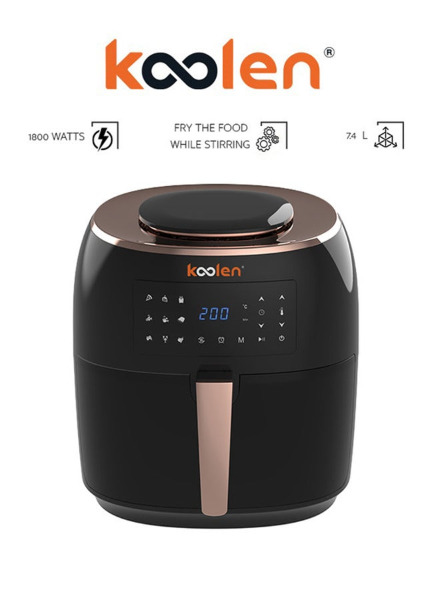 koolen®
1800 WATTS
FRY THE FOOD
WHILE STIRRING
7.4 L
koolen®
200
°C
M